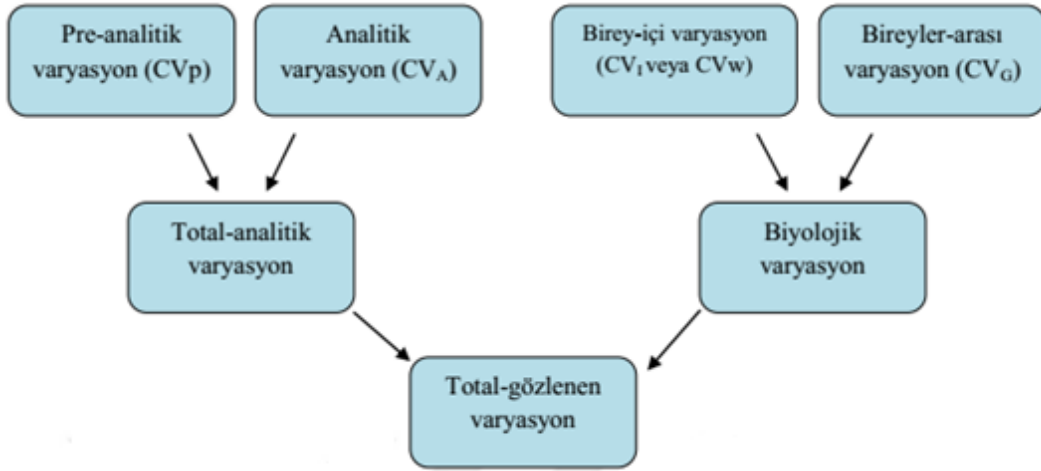 Pre-analitik
varyasyon (CVp)
Analitik
varyasyon (CVA)
Birey-içi varyasyon
(CVI veya CVw)
Bireyler-arası
varyasyon (CVG)
Total-analitik
varyasyon
Biyolojik
varyasyon
Total-gözlenen
varyasyon